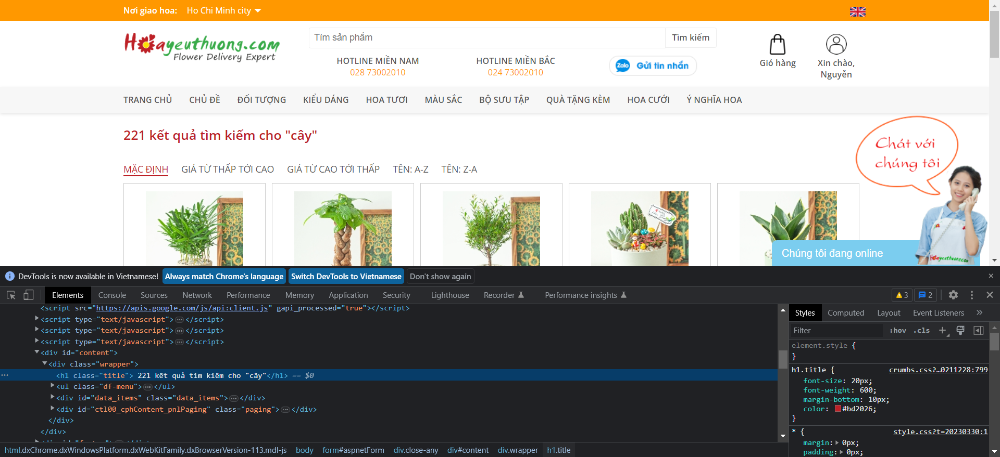 Nơi giao hoa: Ho Chi Minh city
Hoayeuthuong.com
Flower Delivery Expert
Tìm sản phẩm
Tìm kiếm
HOTLINE MIỀN NAM
028 73002010
HOTLINE MIỀN BẮC
024 73002010
Zalo Gửi tin nhắn
Giỏ hàng
Xin chào,
Nguyễn
TRANG CHỦ CHỦ ĐỀ ĐỐI TƯỢNG KIỂU DÁNG HOA TƯƠI MÀU SẮC BỘ SƯU TẬP QUÀ TẶNG KÈM HOA CƯỚI Ý NGHĨA HOA
221 kết quả tìm kiếm cho "cây"
Chát với
chúng tôi
MẶC ĐỊNH GIÁ TỪ THẤP TỚI CAO GIÁ TỪ CAO TỚI THẤP TÊN: A-Z TÊN: Z-A
Chúng tôi đang online
Hoayeuthuong.com
DevTools is now available in Vietnamese! Always match Chrome's language Switch DevTools to Vietnamese Don't show again
Elements Console Sources Network Performance Memory Application Security Lighthouse Recorder Performance insights 3 2
<script src="https://apis.google.com/js/api:client.js" gapi_processed="true"></script>
<script type="text/javascript">…</script>
<script type="text/javascript">…</script>
<script type="text/javascript">…</script>
<div id="content">
<div class="wrapper">
<h1 class="title"> 221 kết quả tìm kiếm cho "cây"</h1> == $0
<ul class="df-menu">…</ul>
<div id="data_items" class="data_items">…</div>
<div id="ctl00_cphContent_pnlPaging" class="paging">…</div>
</div>
</div>
html.dxChrome.dxWindowsPlatform.dxWebKitFamily.dxBrowserVersion-113.mdl-js body form#aspnetForm div.close-any div#content div.wrapper h1.title
Styles Computed Layout Event Listeners
Filter :hov .cls
element.style {
}
h1.title { crumbs.css?…0211228:799
font-size: 20px;
font-weight: 600;
margin-bottom: 10px;
color: #bd2026;
}
* { style.css?t=20230330:1
margin: 0px;
padding: 0px;